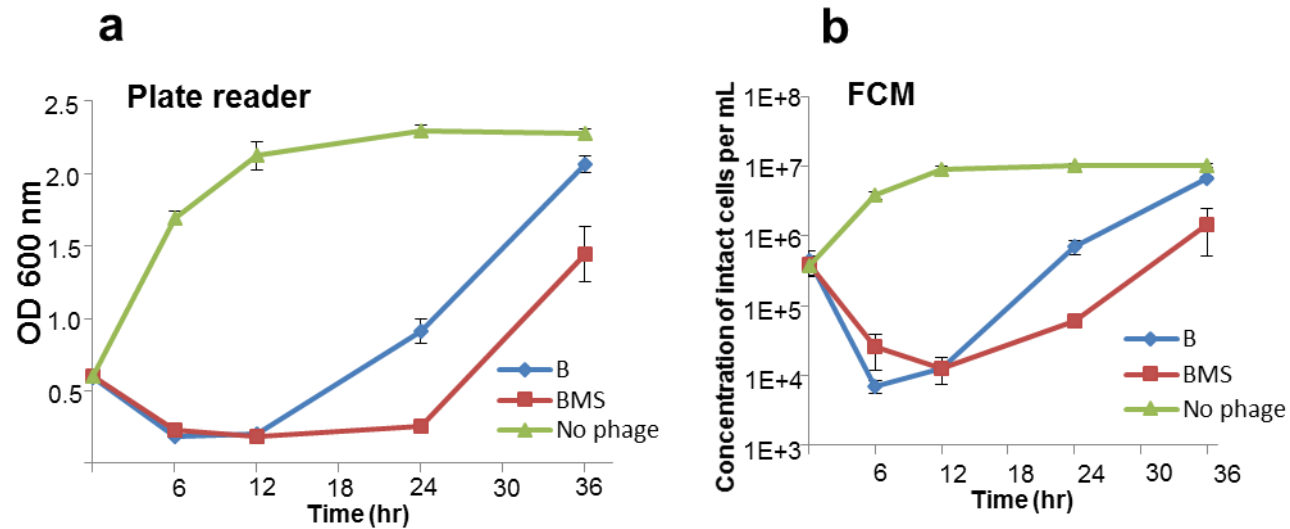 a
Plate reader
OD 600 nm
2.5
2.0
1.5
1.0
0.5
B
BMS
No phage
6 12 18 24 30 36
Time (hr)
b
FCM
Concentration of intact cells per mL
1E+8
1E+7
1E+6
1E+5
1E+4
1E+3
B
BMS
No phage
6 12 18 24 30 36
Time (hr)